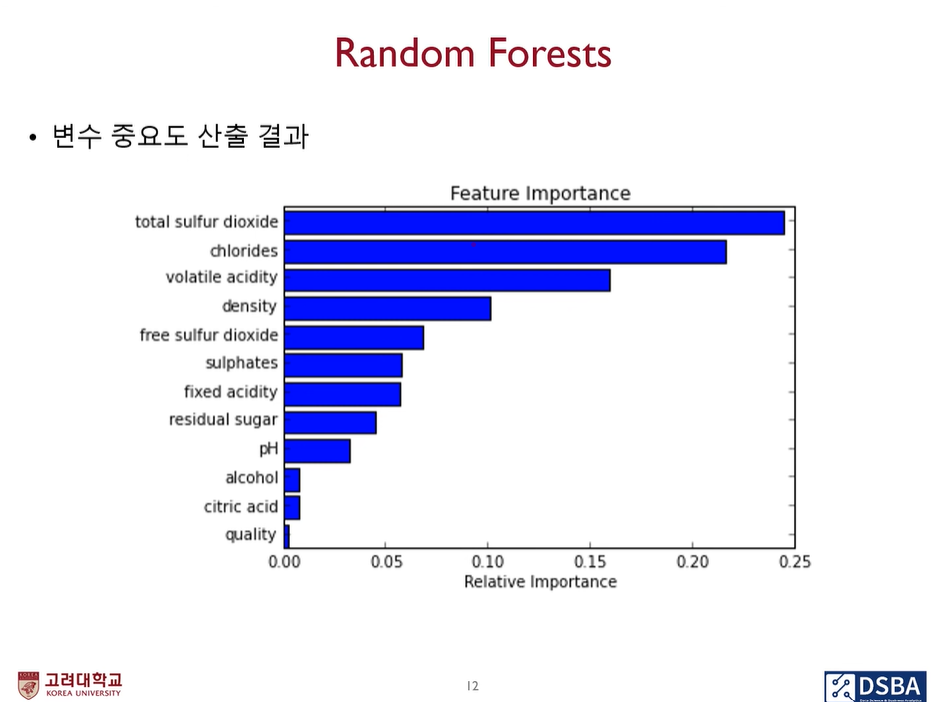 Random Forests
• 변수 중요도 산출 결과
Feature Importance
total sulfur dioxide
chlorides
volatile acidity
density
free sulfur dioxide
sulphates
fixed acidity
residual sugar
pH
alcohol
citric acid
quality
0.00 0.05 0.10 0.15 0.20 0.25
Relative Importance
고려대학교
KOREA UNIVERSITY
12
DSBA